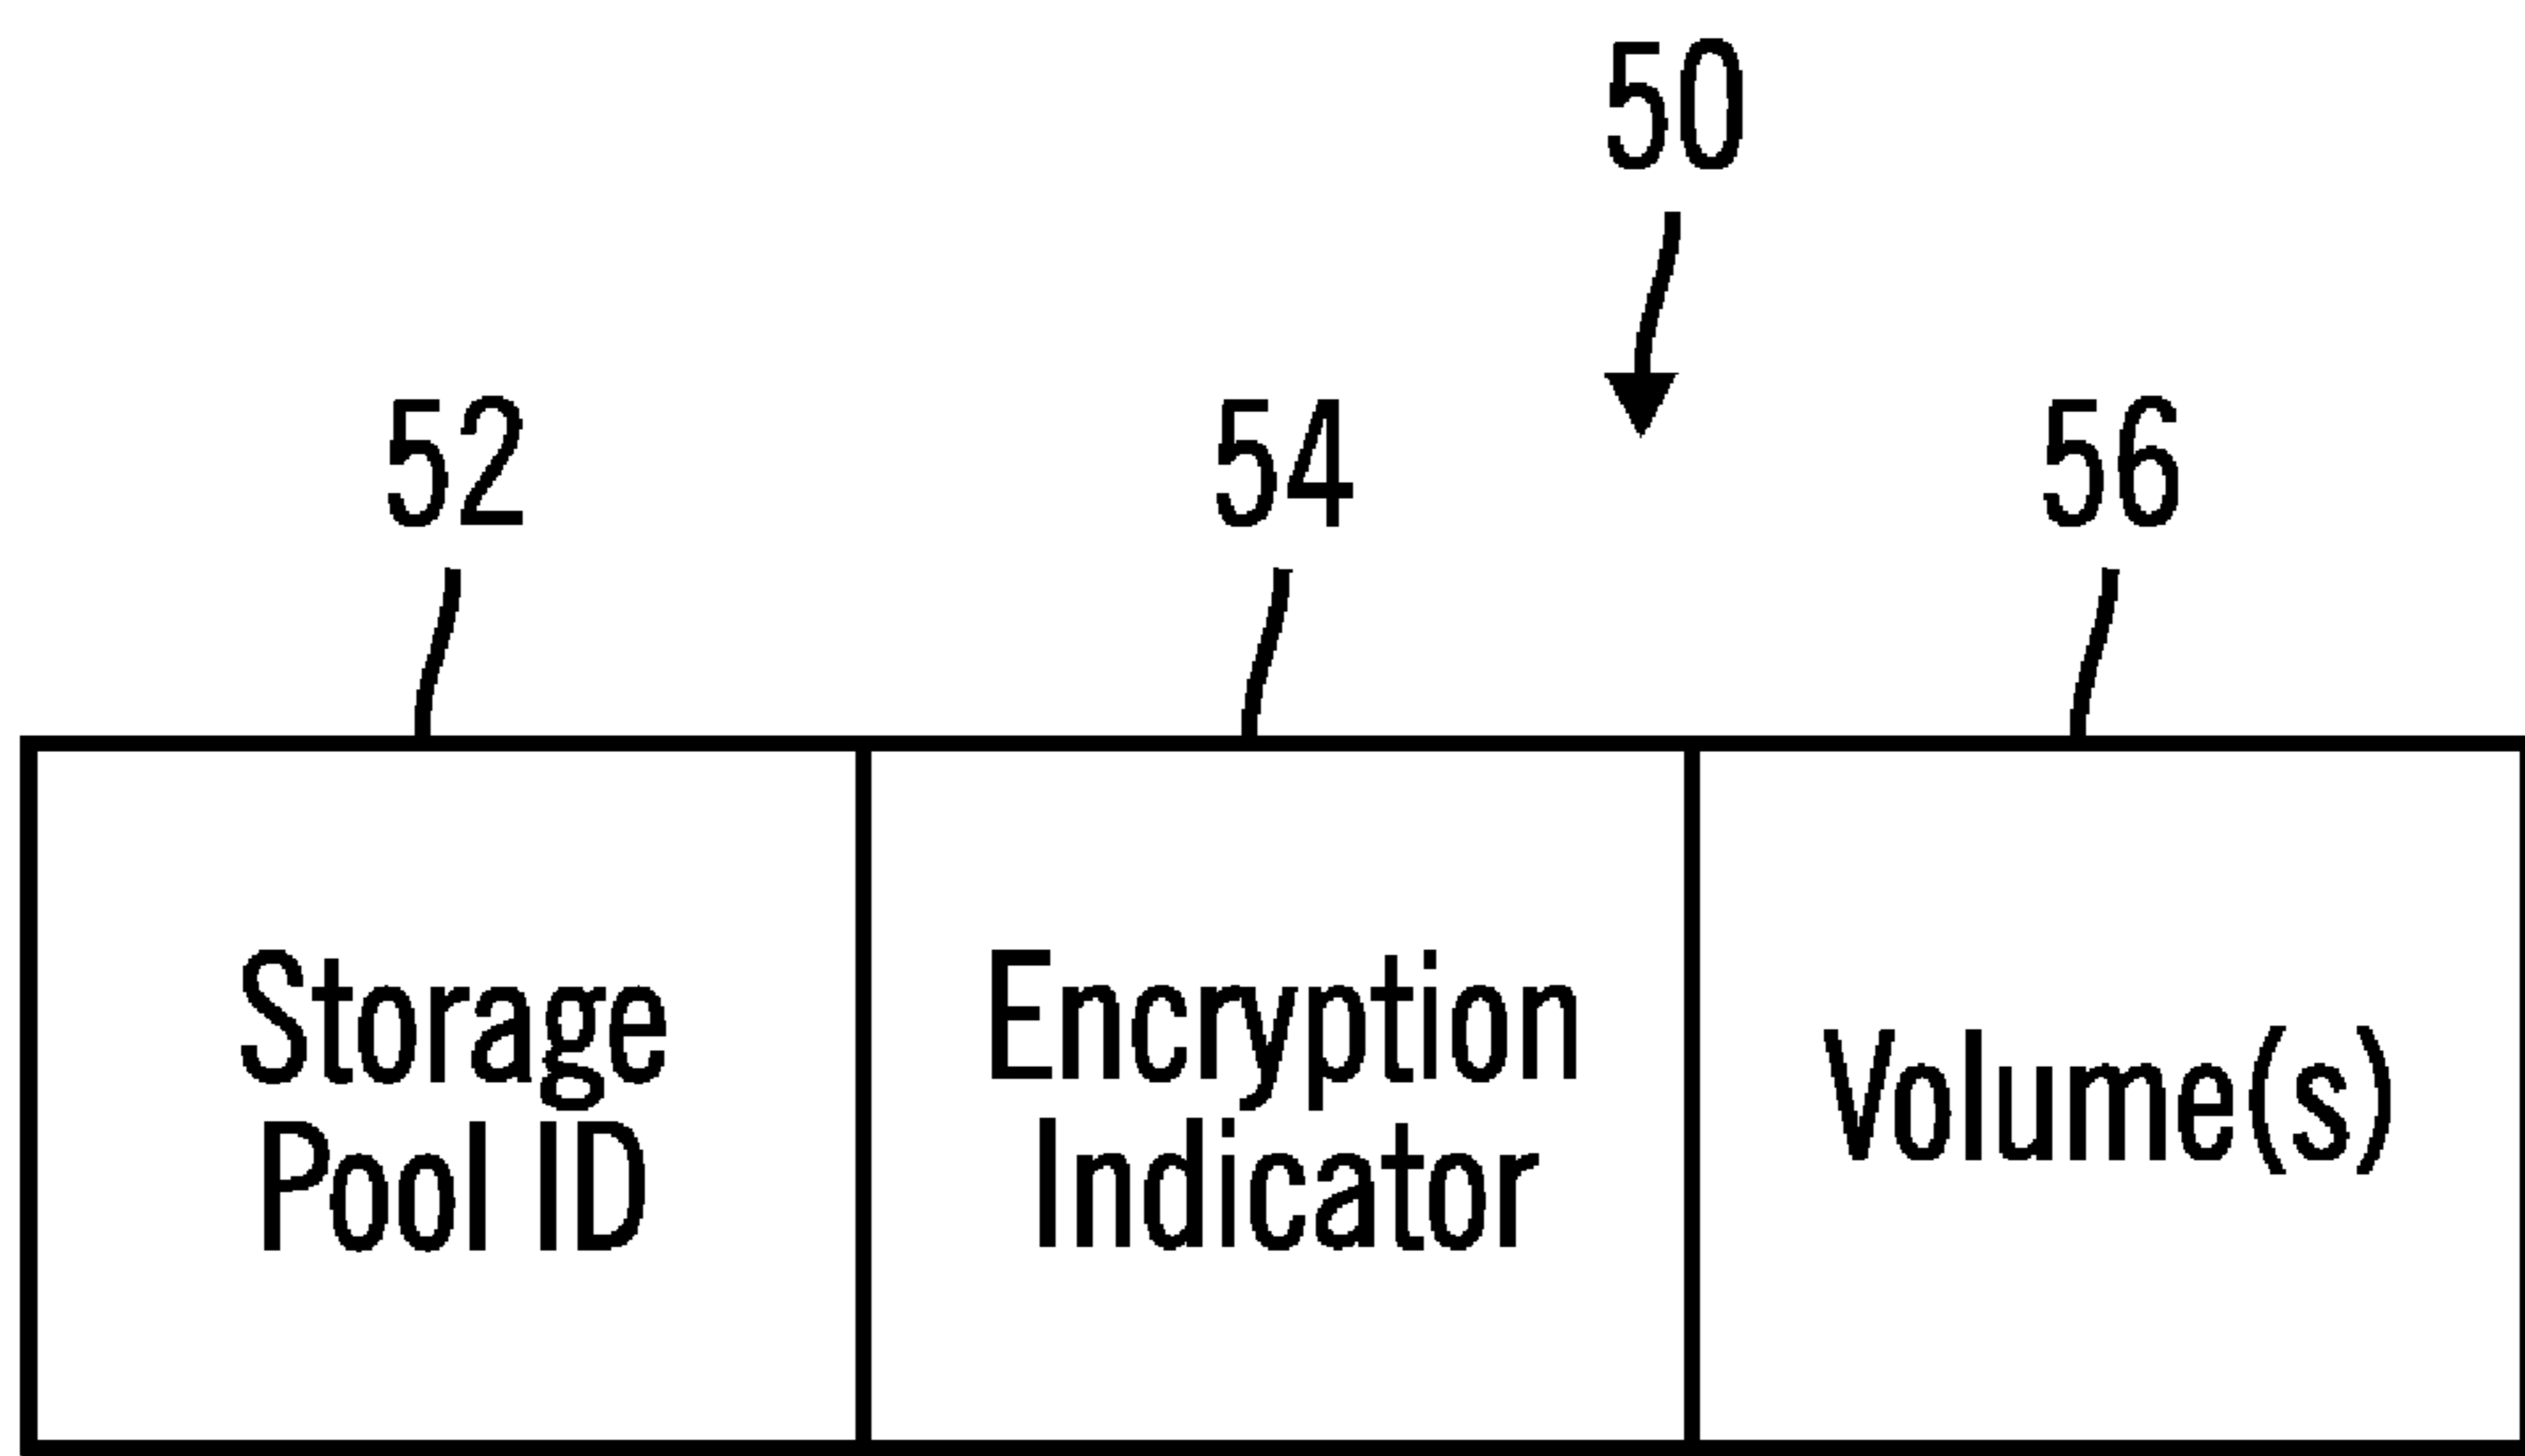 50
52
54
56
Storage
Pool ID
Encryption
Indicator
Volume(s)